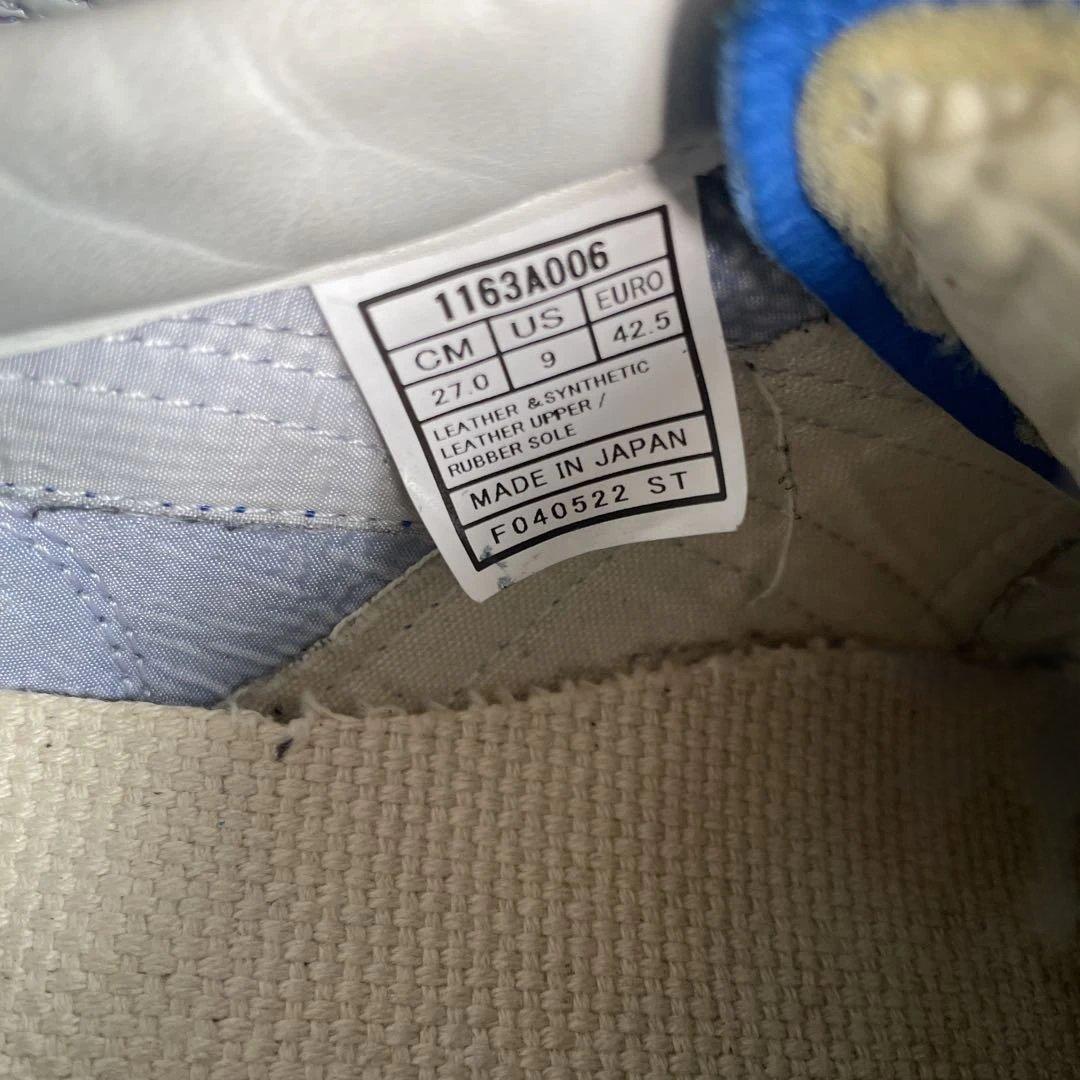 1163A006
CM US EURO
27.0 9 42.5
LEATHER & SYNTHETIC
LEATHER UPPER /
RUBBER SOLE
MADE IN JAPAN
F040522 ST